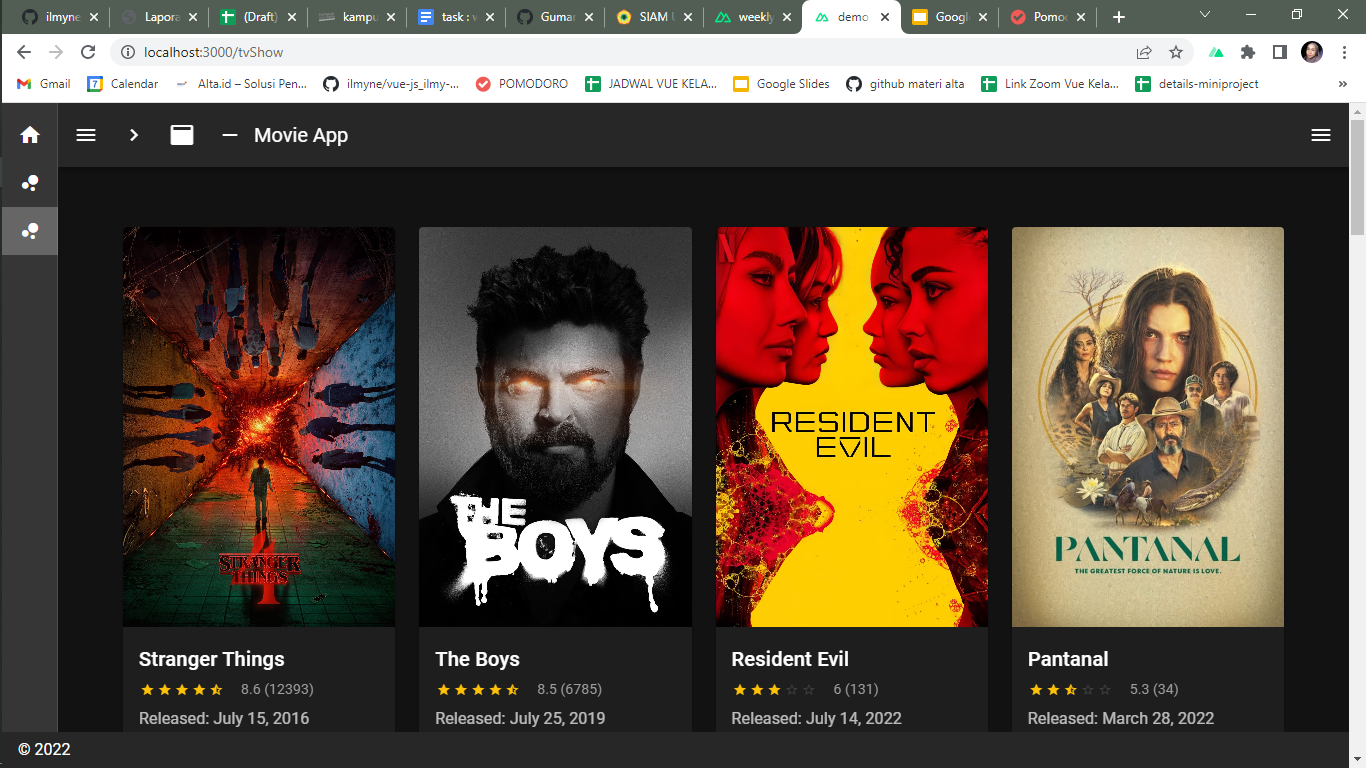 ilmyne
Lapora
(Draft)
kampu
task : w
Gumar
SIAM U
weekly
demo
Google
Pomo
localhost:3000/tvShow
Gmail
Calendar
Alta.id – Solusi Pen...
ilmyne/vue-js_ilmy-...
POMODORO
JADWAL VUE KELA...
Google Slides
github materi alta
Link Zoom Vue Kela...
details-miniproject
»
Movie App
STRANGER THINGS
4
THE BOYS
N
RESIDENT EVIL
PANTANAL
THE GREATEST FORCE OF NATURE IS LOVE.
Stranger Things
8.6 (12393)
Released: July 15, 2016
The Boys
8.5 (6785)
Released: July 25, 2019
Resident Evil
6 (131)
Released: July 14, 2022
Pantanal
5.3 (34)
Released: March 28, 2022
© 2022